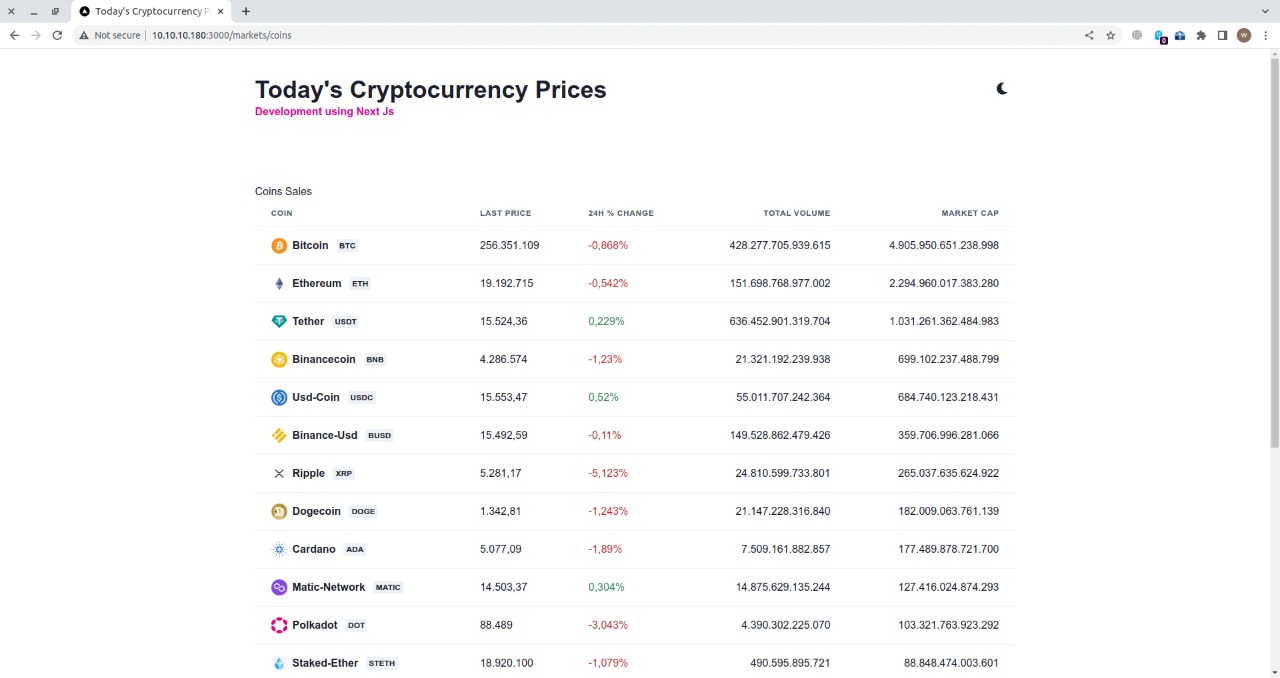 Today's Cryptocurrency P
Not secure 10.10.10.180:3000/markets/coins
0
W
Today's Cryptocurrency Prices
Development using Next Js
Coins Sales
COIN LAST PRICE 24H % CHANGE TOTAL VOLUME MARKET CAP
Bitcoin BTC 256.351.109 -0,868% 428.277.705.939.615 4.905.950.651.238.998
Ethereum ETH 19.192.715 -0,542% 151.698.768.977.002 2.294.960.017.383.280
Tether USDT 15.524,36 0,229% 636.452.901.319.704 1.031.261.362.484.983
Binancecoin BNB 4.286.574 -1,23% 21.321.192.239.938 699.102.237.488.799
Usd-Coin USDC 15.553,47 0,52% 55.011.707.242.364 684.740.123.218.431
Binance-Usd BUSD 15.492,59 -0,11% 149.528.862.479.426 359.706.996.281.066
Ripple XRP 5.281,17 -5,123% 24.810.599.733.801 265.037.635.624.922
Dogecoin DOGE 1.342,81 -1,243% 21.147.228.316.840 182.009.063.761.139
Cardano ADA 5.077,09 -1,89% 7.509.161.882.857 177.489.878.721.700
Matic-Network MATIC 14.503,37 0,304% 14.875.629.135.244 127.416.024.874.293
Polkadot DOT 88.489 -3,043% 4.390.302.225.070 103.321.763.923.292
Staked-Ether STETH 18.920.100 -1,079% 490.595.895.721 88.848.474.003.601